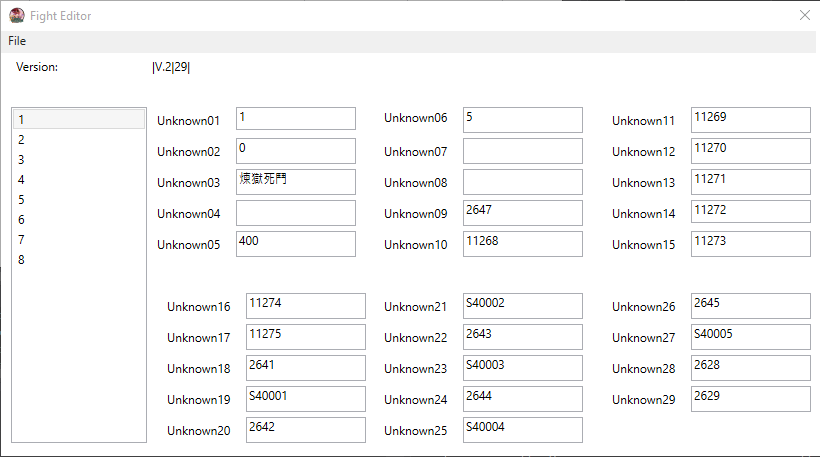 Fight Editor
File
Version: |V.2|29|
1
2
3
4
5
6
7
8
Unknown01 1
Unknown02 0
Unknown03 煉獄死鬥
Unknown04
Unknown05 400
Unknown06 5
Unknown07
Unknown08
Unknown09 2647
Unknown10 11268
Unknown11 11269
Unknown12 11270
Unknown13 11271
Unknown14 11272
Unknown15 11273
Unknown16 11274
Unknown17 11275
Unknown18 2641
Unknown19 S40001
Unknown20 2642
Unknown21 S40002
Unknown22 2643
Unknown23 S40003
Unknown24 2644
Unknown25 S40004
Unknown26 2645
Unknown27 S40005
Unknown28 2628
Unknown29 2629